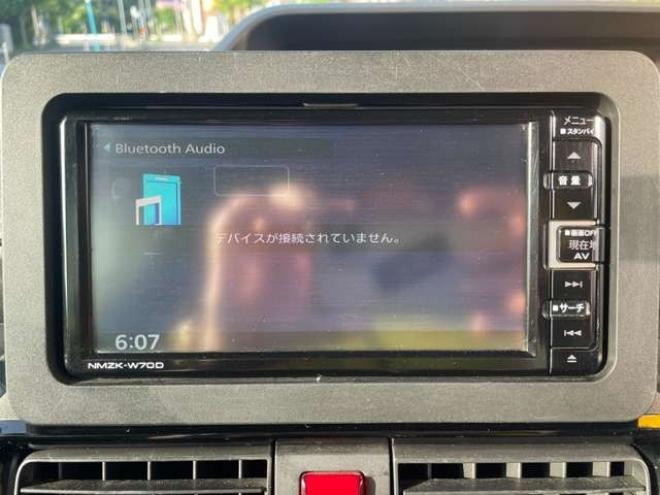 Bluetooth Audio
デバイスが接続されていません。
6:07
NMZK-W70D
メニュー
■スタンバイ
音量
■画面OFF
現在地
AV
■サーチ